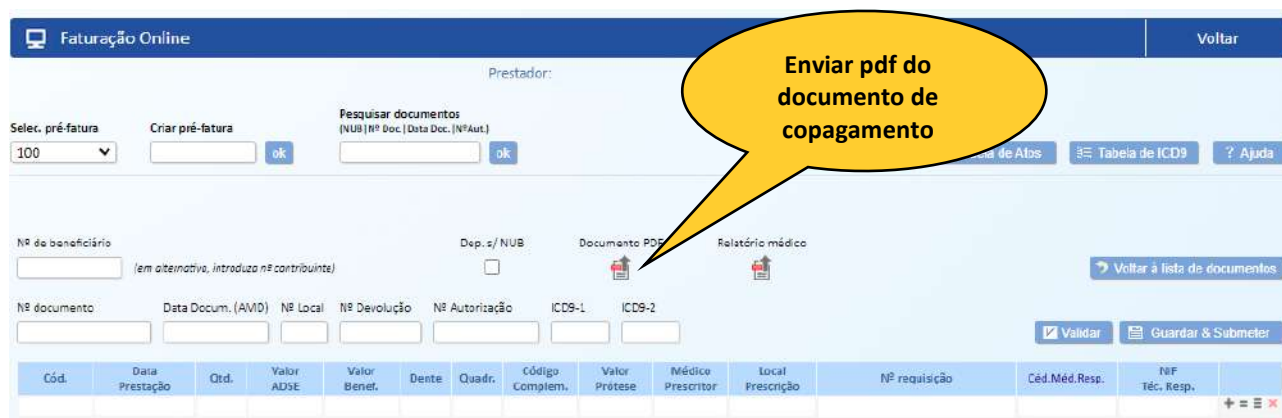 Faturação Online
Voltar
Prestador:
Enviar pdf do
documento de
copagamento
Selec. pré-fatura
Criar pré-fatura
Pesquisar documentos
(NUB|Nº Doc.|Data Doc.|NºAut.)
100
ok
ok
de Atos
Tabela de ICD9
? Ajuda
Nº de beneficiário
Dep. s/ NUB
Documento PDF
Relatório médico
(em alternativa, introduza nº contribuinte)
Voltar à lista de documentos
Nº documento
Data Docum. (AMD)
Nº Local
Nº Devolução
Nº Autorização
ICD9-1
ICD9-2
Validar
Guardar & Submeter
Cód.
Data
Prestação
Qtd.
Valor
ADSE
Valor
Benef.
Dente
Quadr.
Código
Complem.
Valor
Prótese
Médico
Prescritor
Local
Prescrição
Nº requisição
Céd.Méd.Resp.
NIF
Téc. Resp.